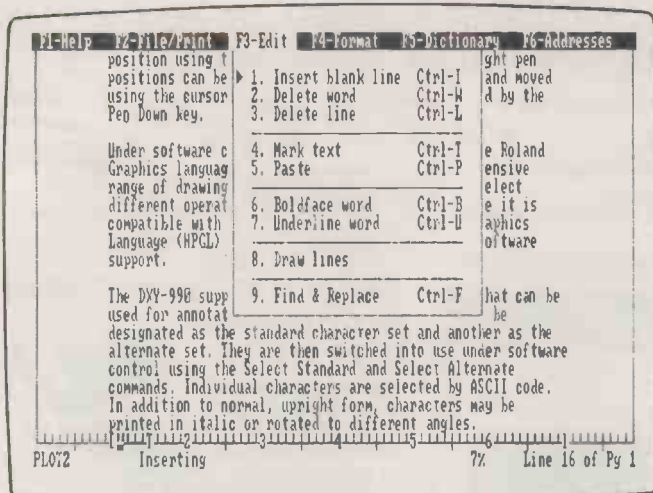 F1-Help F2-File/Print F3-Edit F4-Format F5-Dictionary F6-Addresses
position using t ght pen
positions can be 1. Insert blank line Ctrl-I and moved
using the cursor 2. Delete word Ctrl-W d by the
Pen Down key. 3. Delete line Ctrl-L
Under software c 4. Mark text Ctrl-T e Roland
Graphics languag 5. Paste Ctrl-P ensive
range of drawing elect
different operat 6. Boldface word Ctrl-B e it is
compatible with 7. Underline word Ctrl-U aphics
Language (HPGL) oftware
support. 8. Draw lines
The DXY-990 supp 9. Find & Replace Ctrl-F hat can be
used for annotat be
designated as the standard character set and another as the
alternate set. They are then switched into use under software
control using the Select Standard and Select Alternate
commands. Individual characters are selected by ASCII code.
In addition to normal, upright form, characters may be
printed in italic or rotated to different angles.
1 2 3 4 5 6
PLOT2 Inserting 7% Line 16 of Pg 1